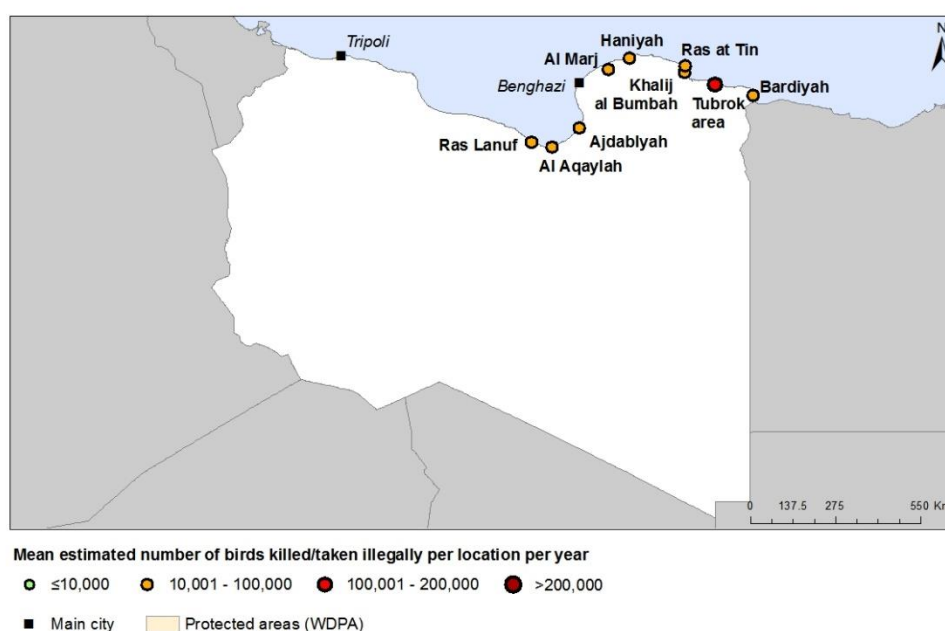 N
Tripoli
Haniyah
Ras at Tin
Al Marj
Benghazi
Khalij
al Bumbah
Tubrok
area
Bardiyah
Ras Lanuf
Ajdablyah
Al Aqaylah
0 137.5 275 550 Km
Mean estimated number of birds killed/taken illegally per location per year
≤10,000 10,001 - 100,000 100,001 - 200,000 >200,000
Main city Protected areas (WDPA)